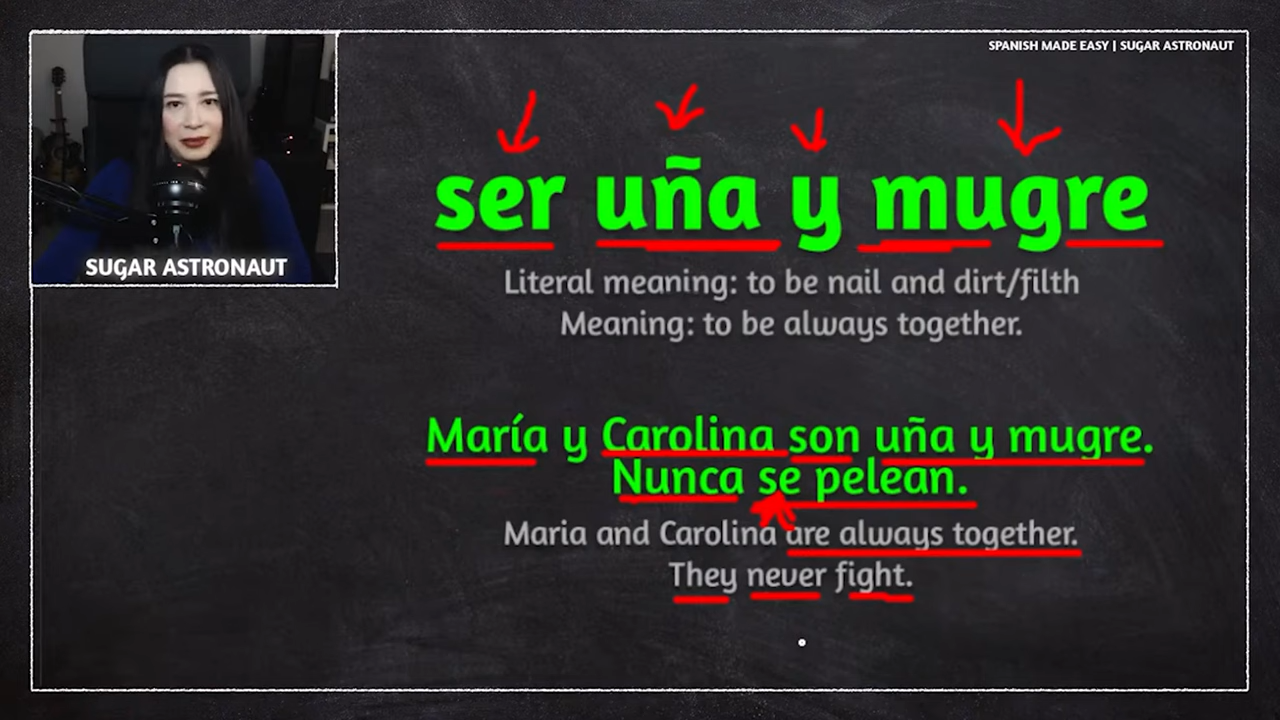 SPANISH MADE EASY | SUGAR ASTRONAUT
SUGAR ASTRONAUT
ser uña y mugre
Literal meaning: to be nail and dirt/filth
Meaning: to be always together.
María y Carolina son uña y mugre.
Nunca se pelean.
Maria and Carolina are always together.
They never fight.